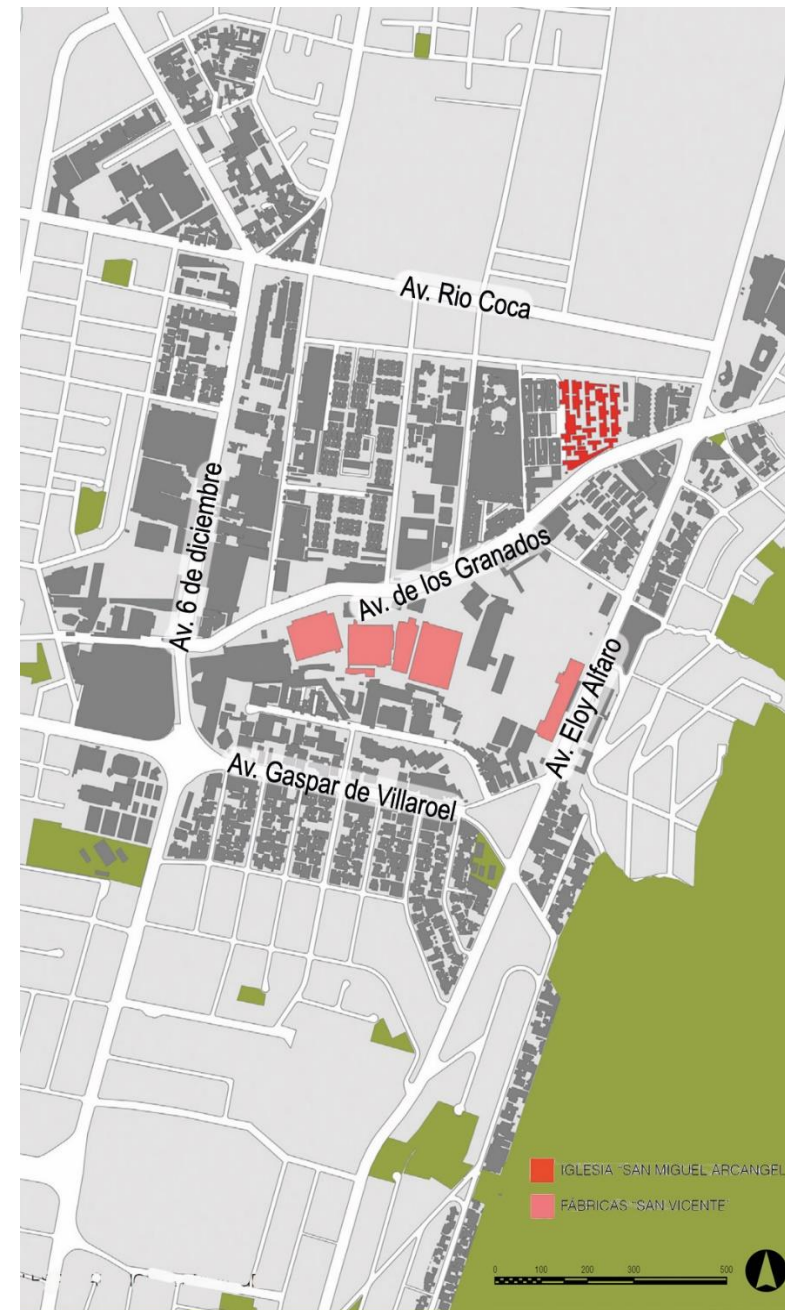 Av. Rio Coca
Av. 6 de diciembre
Av. de los Granados
Av. Eloy Alfaro
Av. Gaspar de Villaroel
IGLESIA "SAN MIGUEL ARCANGEL
FÁBRICAS "SAN VICENTE
0 100 200 300 500